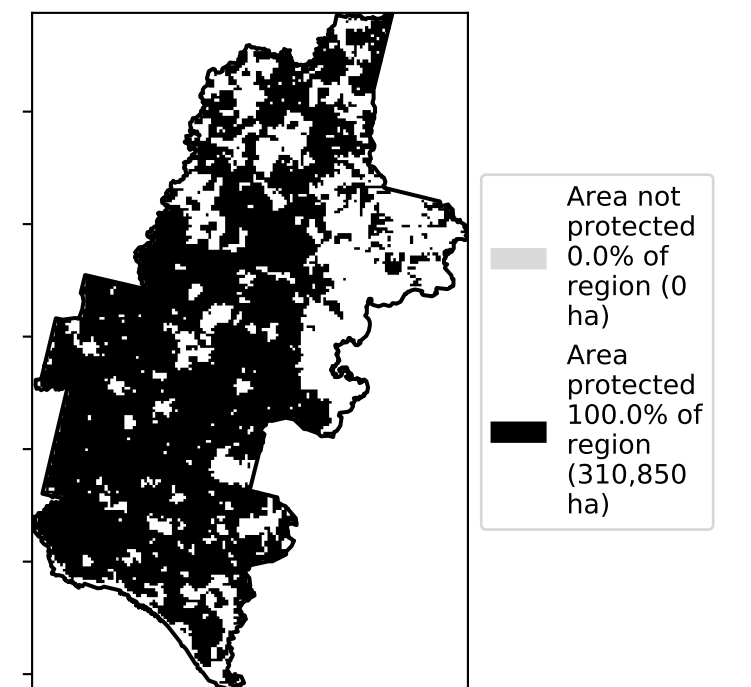 Area not
protected
0.0% of
region (0
ha)
Area
protected
100.0% of
region
(310,850
ha)